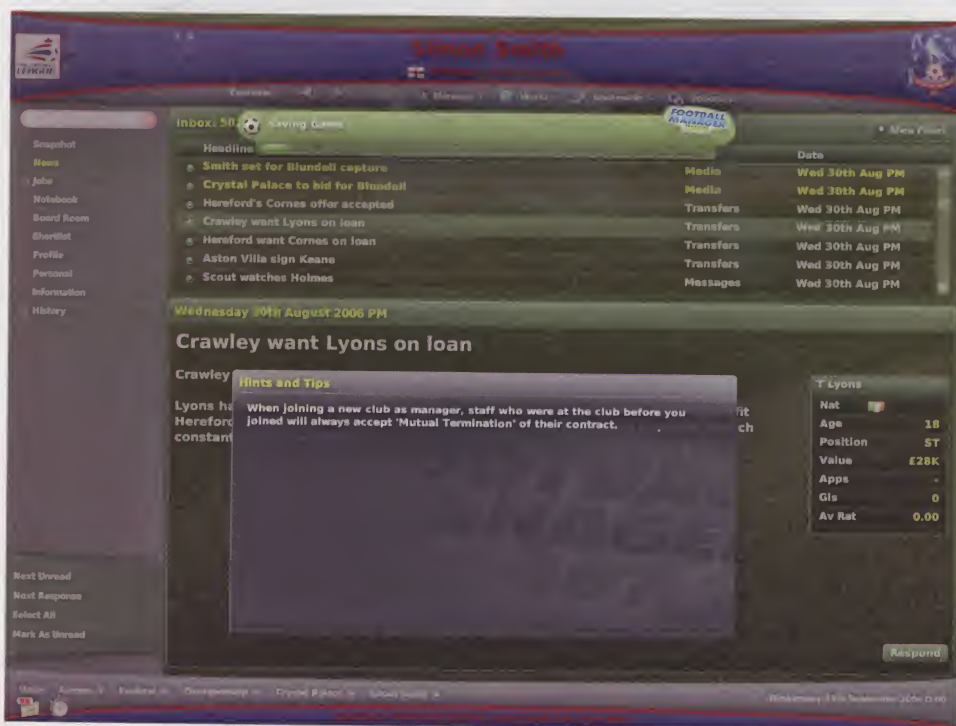 Simon Smith
LEAGUE
Inbox: 50
Saving Game
FOOTBALL
MANAGER
Headline
Date
Smith set for Blundell capture Media Wed 30th Aug PM
Crystal Palace to bid for Blundell Media Wed 30th Aug PM
Hereford's Cornes offer accepted Transfers Wed 30th Aug PM
Crawley want Lyons on loan Transfers Wed 30th Aug PM
Hereford want Cornes on loan Transfers Wed 30th Aug PM
Aston Villa sign Keane Transfers Wed 30th Aug PM
Scout watches Holmes Messages Wed 30th Aug PM
Snapshot
News
Jobs
Notebook
Board Room
Shortlist
Profile
Personal
Information
History
Wednesday 30th August 2006 PM
Crawley want Lyons on loan
Crawley
Lyons ha
Hereford
constant
fit
ch
Hints and Tips
When joining a new club as manager, staff who were at the club before you
joined will always accept 'Mutual Termination' of their contract.
T Lyons
Nat
Age 18
Position ST
Value £28K
Apps -
Gls 0
Av Rat 0.00
Next Unread
Next Response
Select All
Mark As Unread
Respond
Crystal Palace